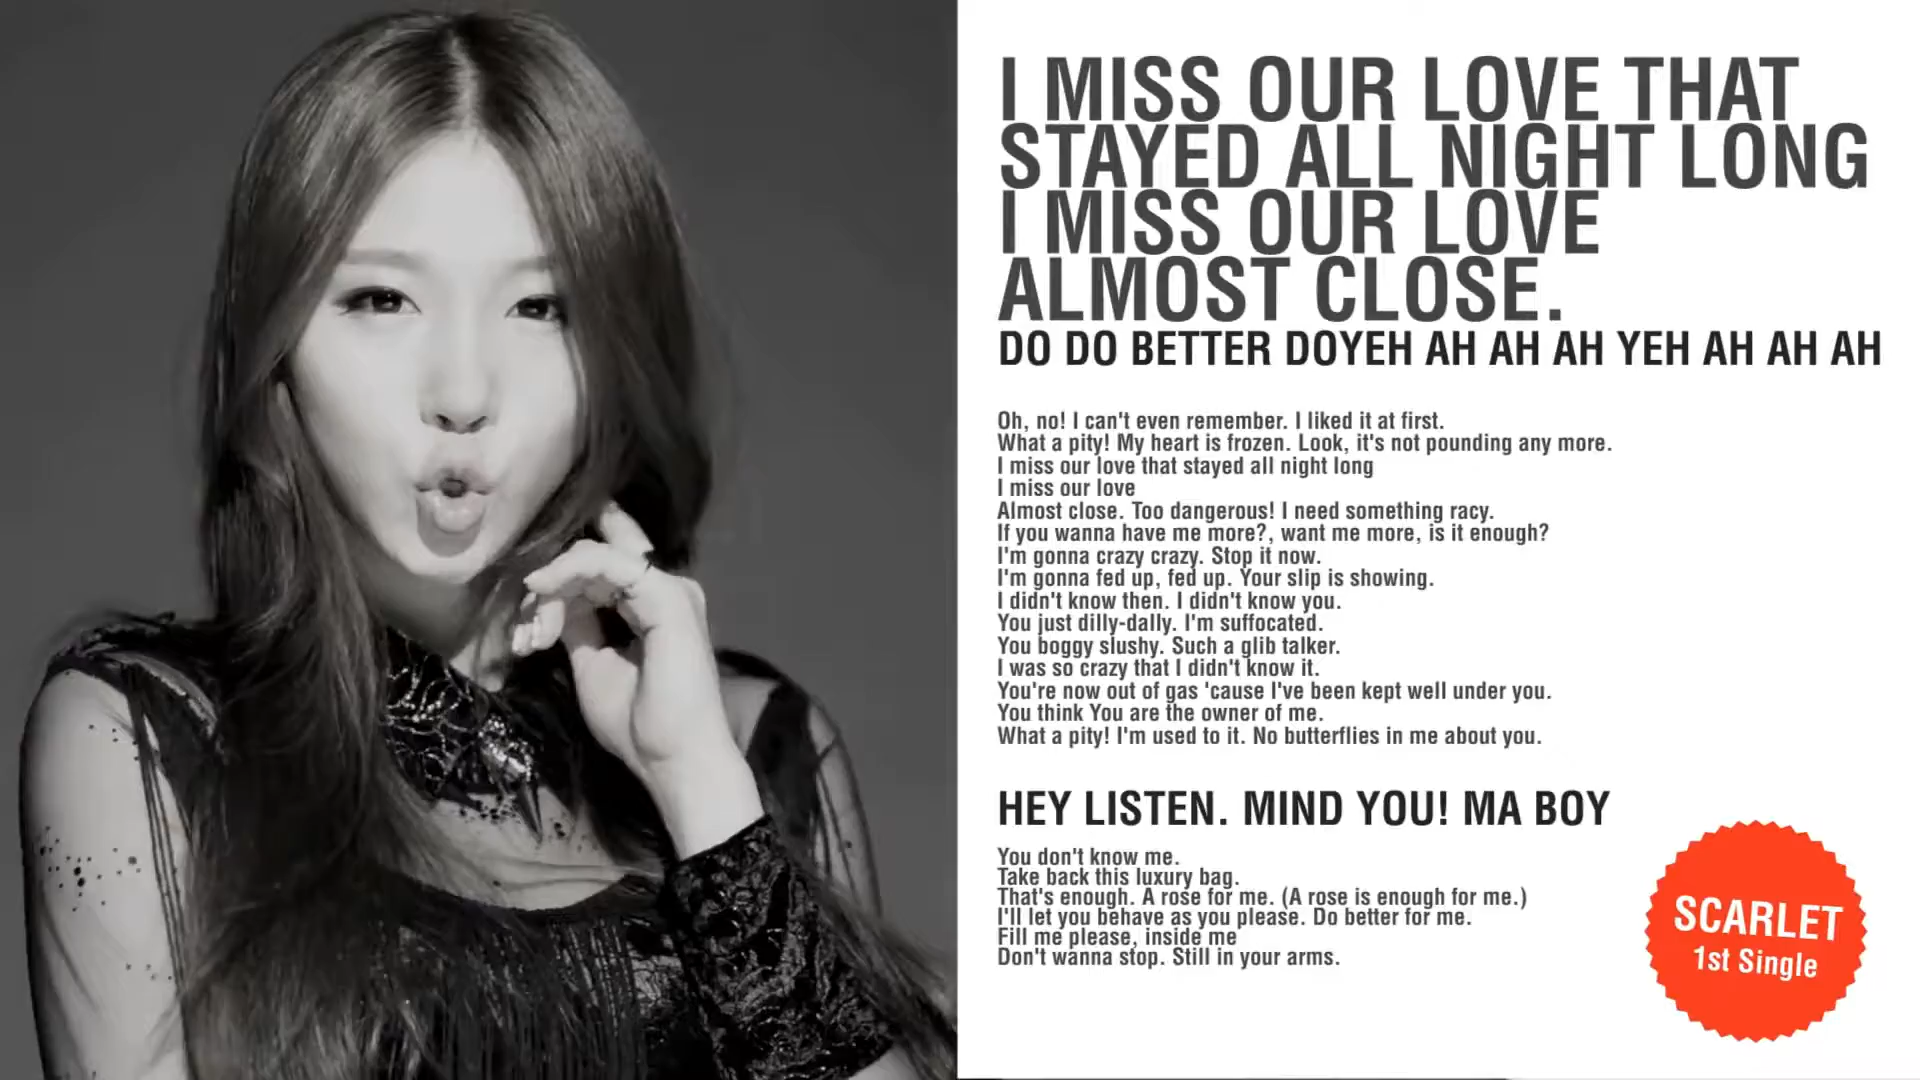 I MISS OUR LOVE THAT
STAYED ALL NIGHT LONG
I MISS OUR LOVE
ALMOST CLOSE.
DO DO BETTER DOYEH AH AH AH YEH AH AH AH
Oh, no! I can't even remember. I liked it at first.
What a pity! My heart is frozen. Look, it's not pounding any more.
I miss our love that stayed all night long
I miss our love
Almost close. Too dangerous! I need something racy.
If you wanna have me more?, want me more, is it enough?
I'm gonna crazy crazy. Stop it now.
I'm gonna fed up, fed up. Your slip is showing.
I didn't know then. I didn't know you.
You just dilly-dally. I'm suffocated.
You boggy slushy. Such a glib talker.
I was so crazy that I didn't know it.
You're now out of gas 'cause I've been kept well under you.
You think You are the owner of me.
What a pity! I'm used to it. No butterflies in me about you.
HEY LISTEN. MIND YOU! MA BOY
You don't know me.
Take back this luxury bag.
That's enough. A rose for me. (A rose is enough for me.)
I'll let you behave as you please. Do better for me.
Fill me please, inside me
Don't wanna stop. Still in your arms.
SCARLET
1st Single